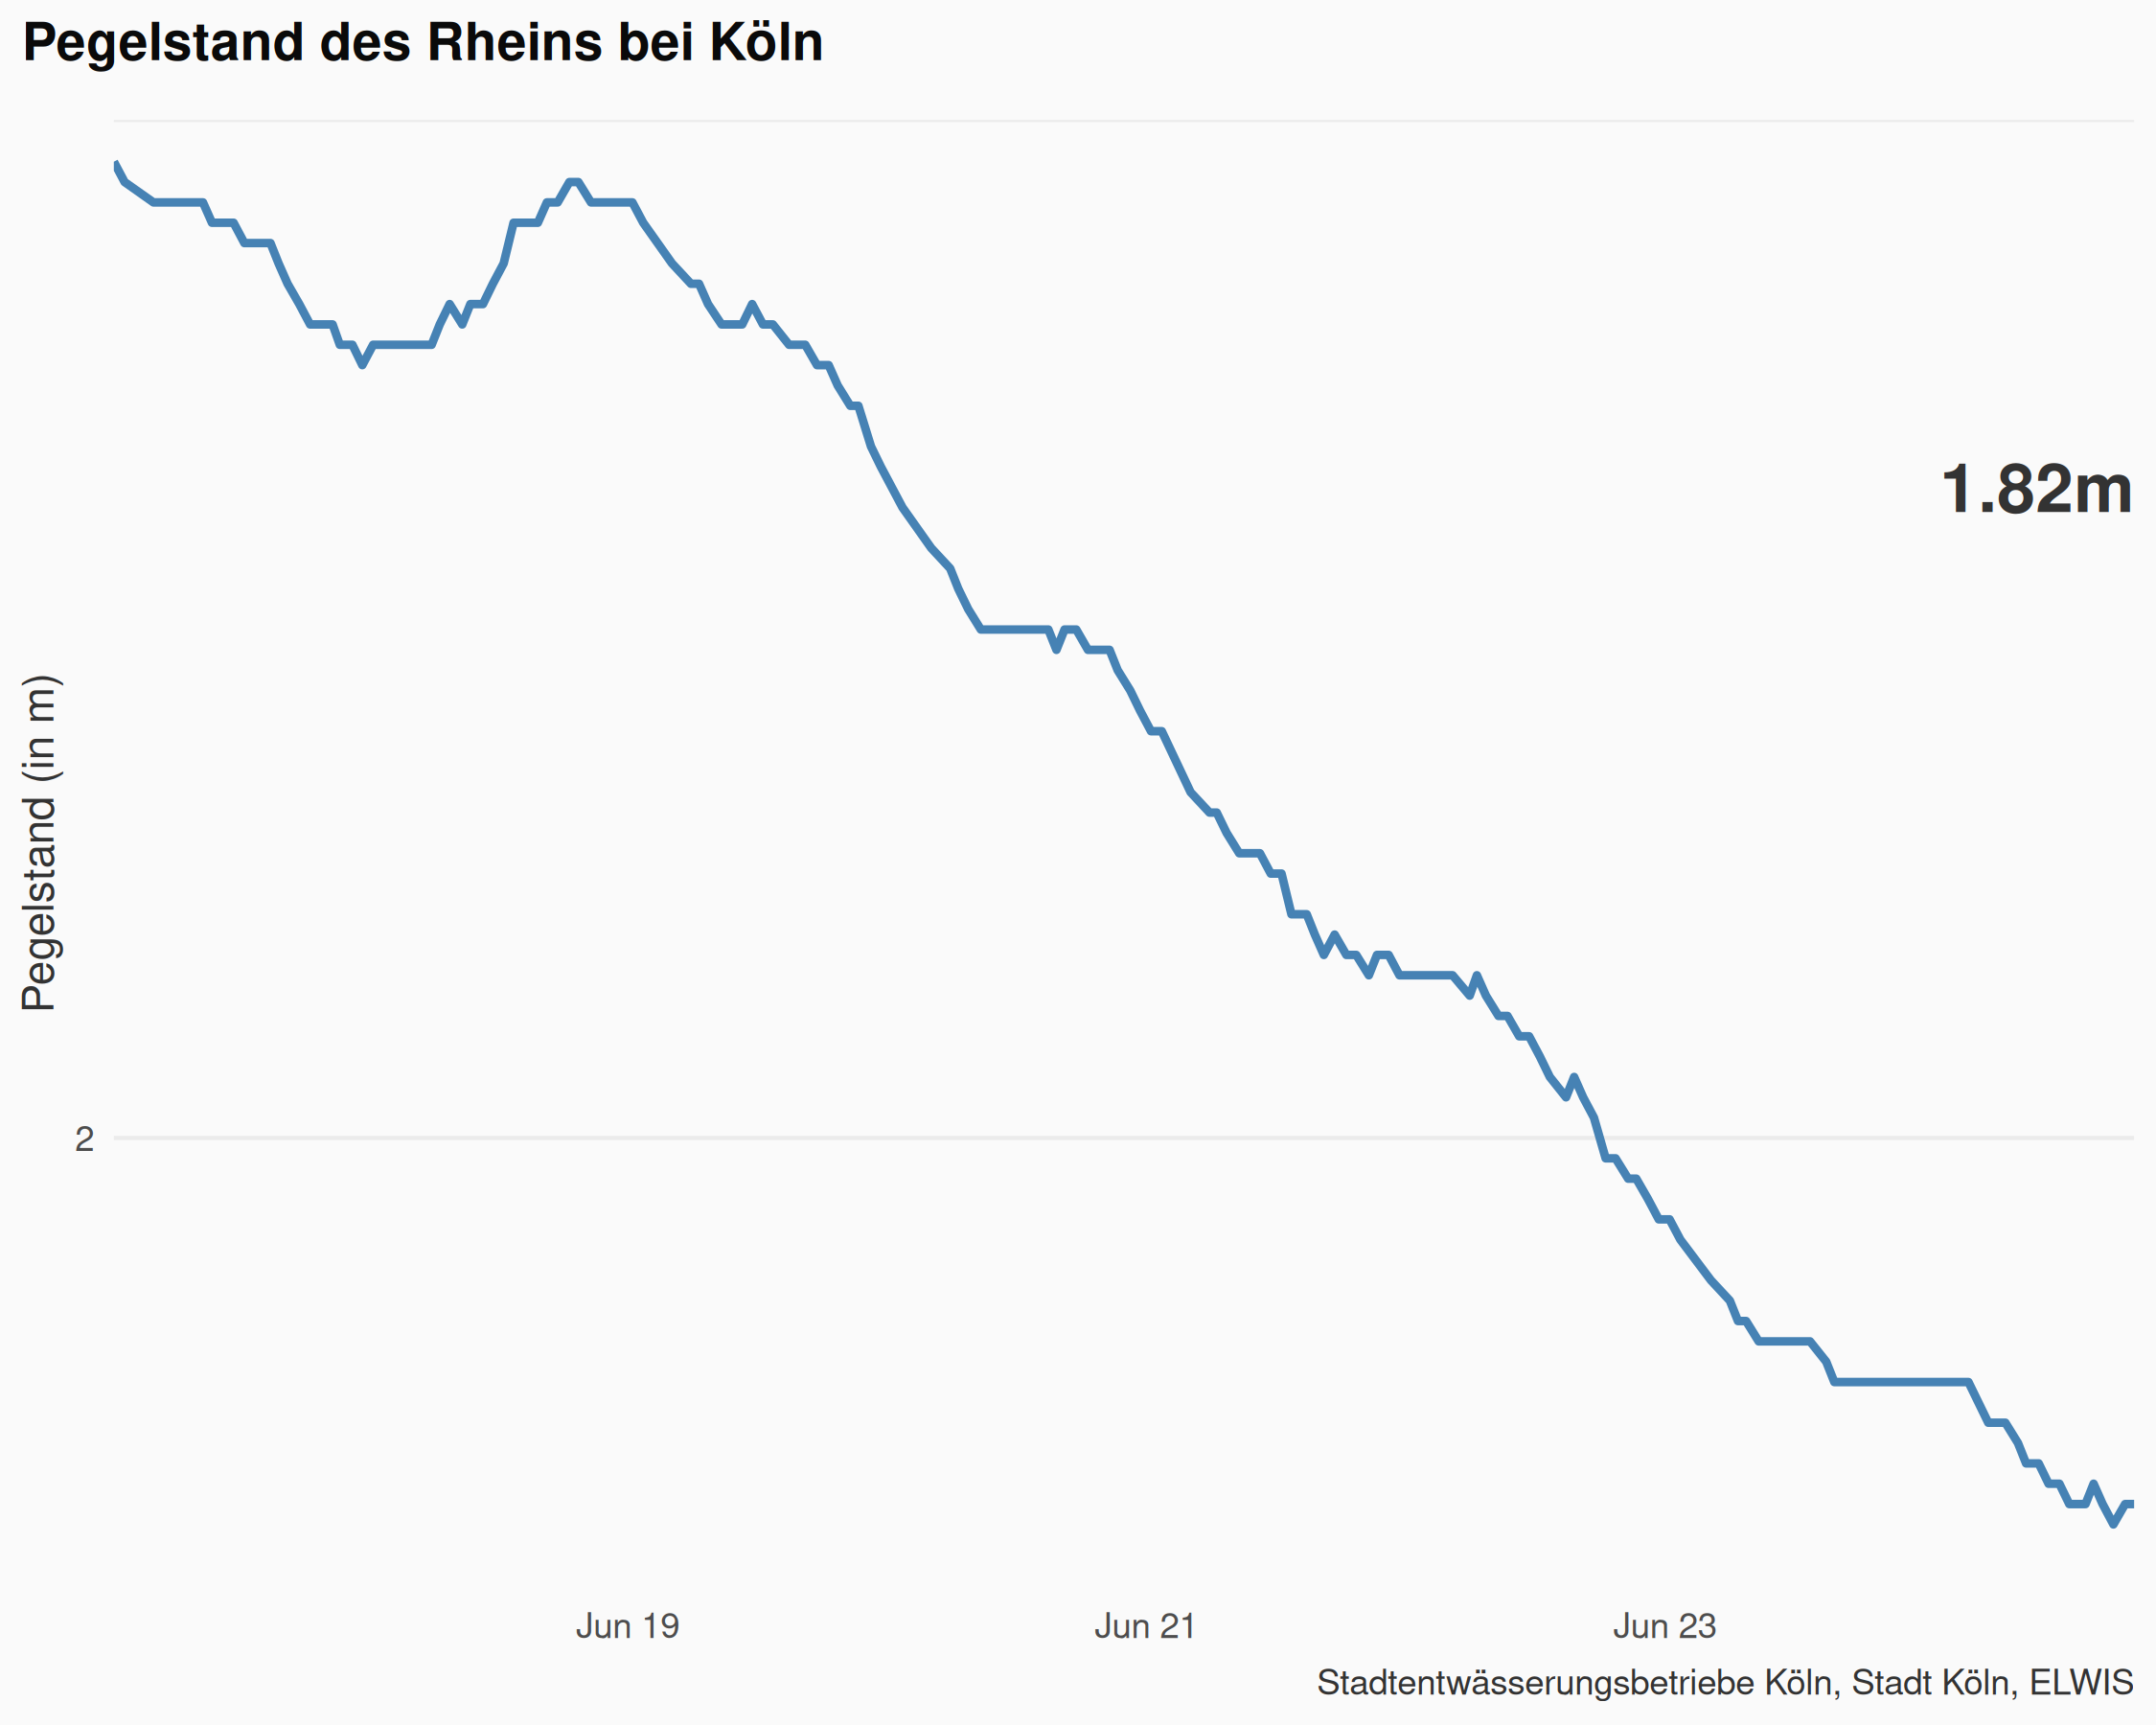 Pegelstand des Rheins bei Köln
1.82m
Pegelstand (in m)
2
Jun 19
Jun 21
Jun 23
Stadtentwässerungsbetriebe Köln, Stadt Köln, ELWIS